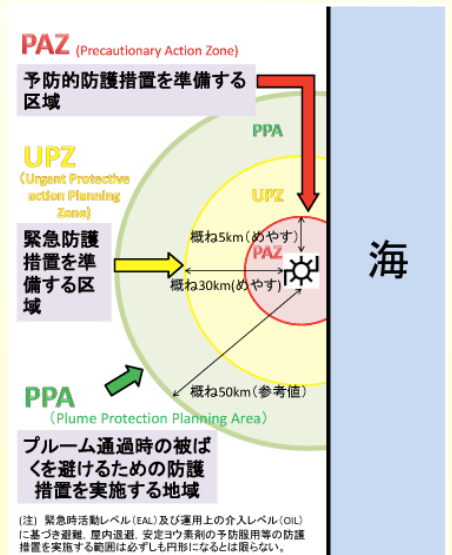 PAZ (Precautionary Action Zone)
予防的防護措置を準備する
区域
PPA
UPZ
(Urgent Protective
action Planning
Zone)
UPZ
緊急防護
措置を準
備する区
域
概ね5km(めやす)
PAZ
概ね30km(めやす)
海
概ね50km(参考値)
PPA
(Plume Protection Planning Area)
プルーム通過時の被ば
くを避けるための防護
措置を実施する地域
(注) 緊急時活動レベル(EAL)及び運用上の介入レベル(OIL)
に基づき避難、屋内退避、安定ヨウ素剤の予防服用等の防護
措置を実施する範囲は必ずしも円形になるとは限らない。